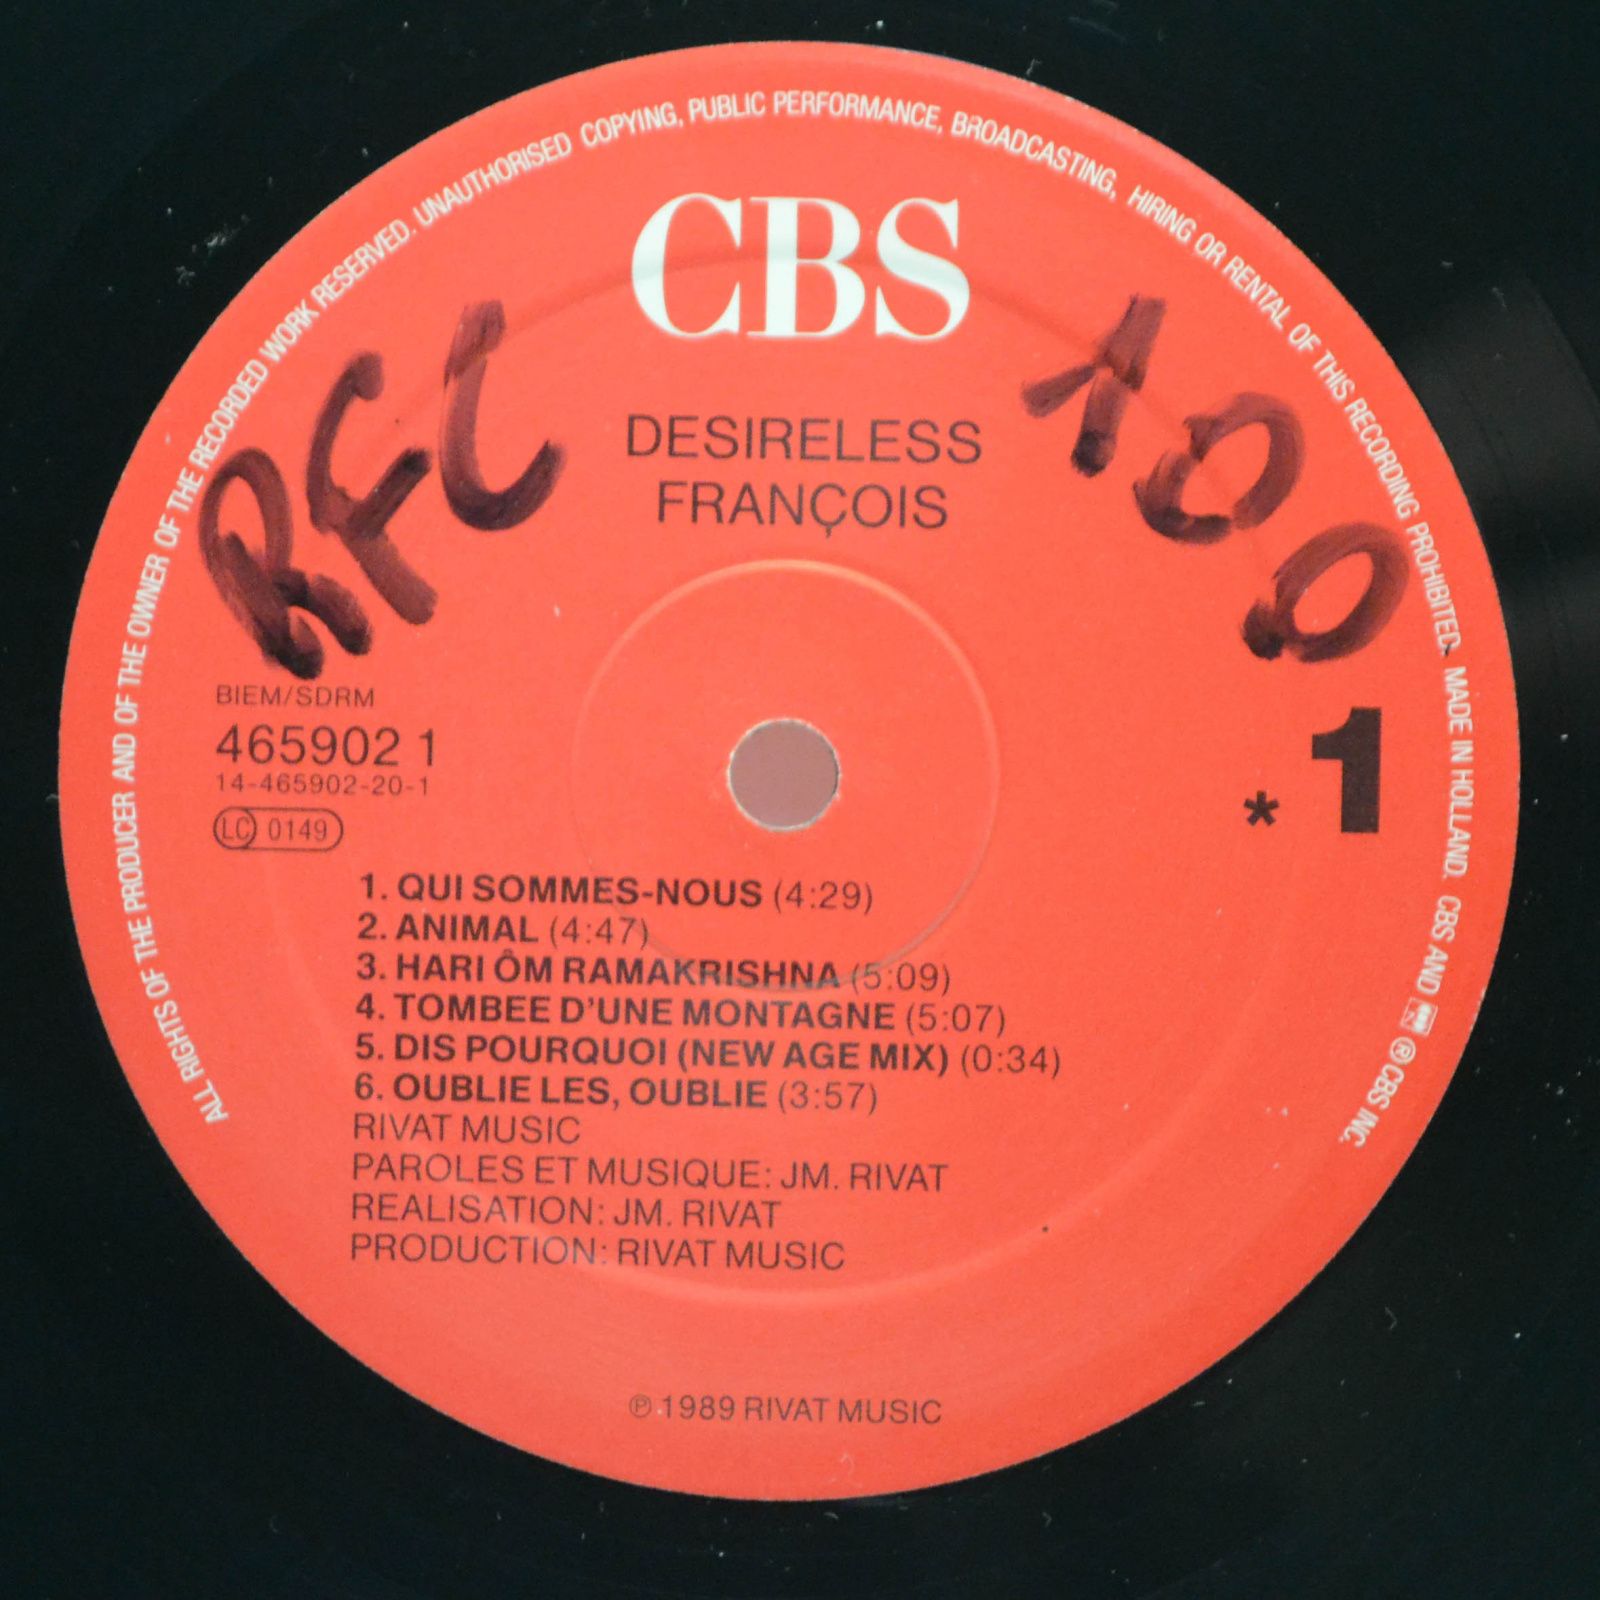 ALL RIGHTS OF THE PRODUCER AND OF THE OWNER OF THE RECORDED WORK RESERVED. UNAUTHORISED COPYING, PUBLIC PERFORMANCE, BROADCASTING, HIRING OR RENTAL OF THIS RECORDING PROHIBITED. MADE IN HOLLAND. CBS AND ® CBS INC.
CBS
RFC 100
DESIRELESS
FRANÇOIS
BIEM/SDRM
465902 1
14-465902-20-1
LC 0149
* 1
1. QUI SOMMES-NOUS (4:29)
2. ANIMAL (4:47)
3. HARI ÔM RAMAKRISHNA (5:09)
4. TOMBEE D'UNE MONTAGNE (5:07)
5. DIS POURQUOI (NEW AGE MIX) (0:34)
6. OUBLIE LES, OUBLIE (3:57)
RIVAT MUSIC
PAROLES ET MUSIQUE: JM. RIVAT
REALISATION: JM. RIVAT
PRODUCTION: RIVAT MUSIC
℗ 1989 RIVAT MUSIC